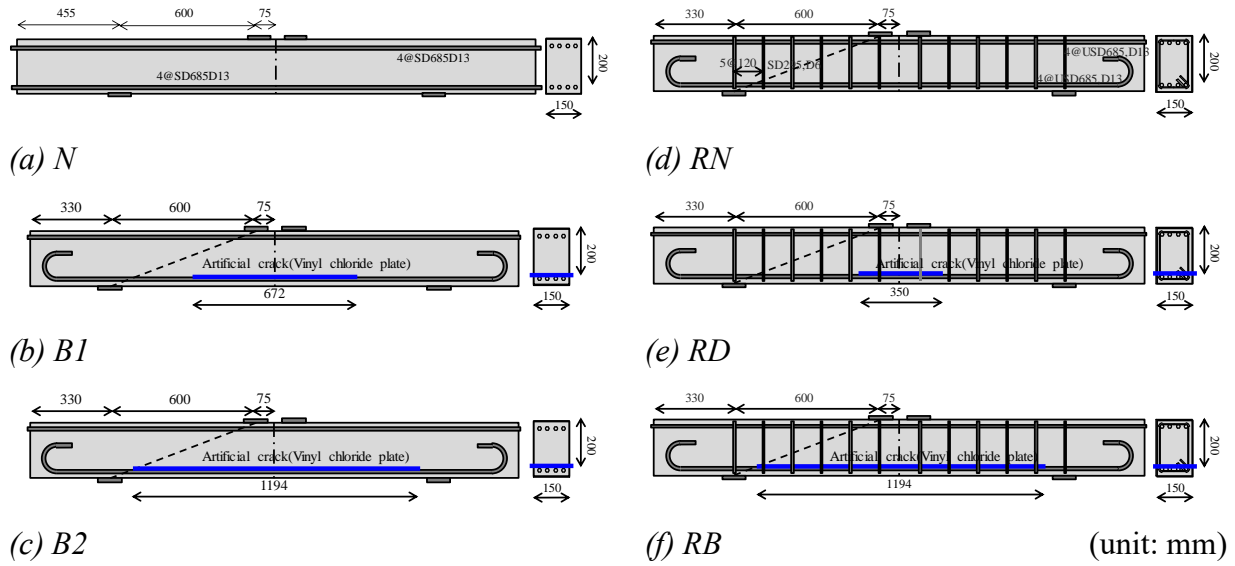 455 600 75
4@SD685D13
4@SD685D13
200
150
(a) N
330 600 75
Artificial crack(Vinyl chloride plate)
672
200
150
(b) B1
330 600 75
Artificial crack(Vinyl chloride plate)
1194
200
150
(c) B2
330 600 75
4@USD685,D13
5@120 SD295,D6
4@USD685,D13
200
150
(d) RN
330 600 75
Artificial crack(Vinyl chloride plate)
350
200
150
(e) RD
330 600 75
Artificial crack(Vinyl chloride plate)
1194
200
150
(f) RB
(unit: mm)